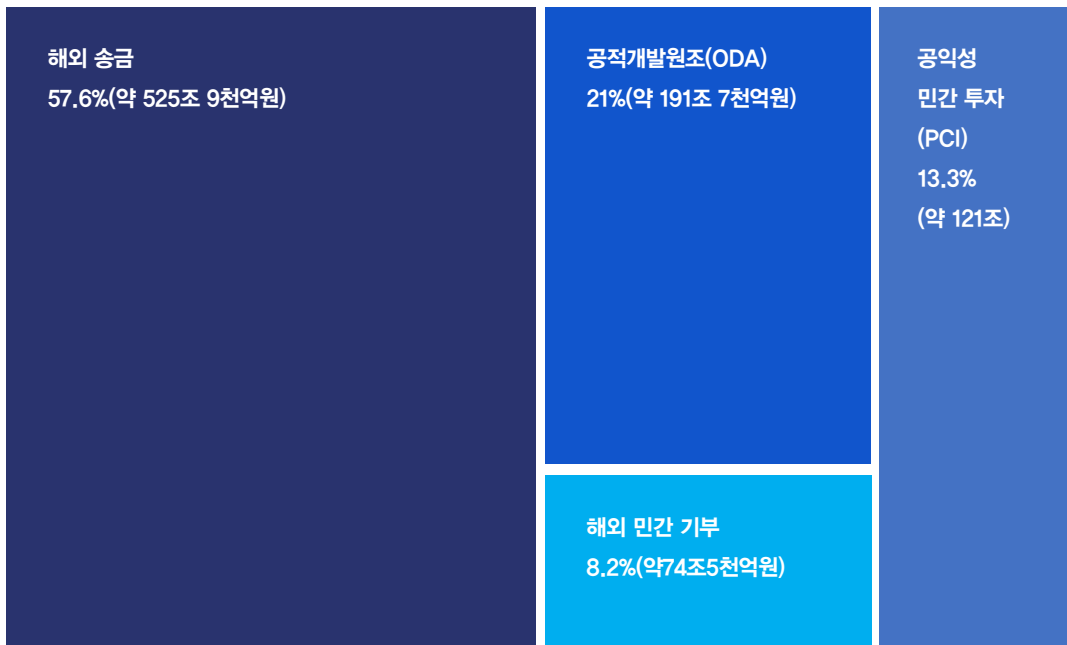 해외 송금
57.6%(약 525조 9천억원)
공적개발원조(ODA)
21%(약 191조 7천억원)
해외 민간 기부
8.2%(약74조5천억원)
공익성
민간 투자
(PCI)
13.3%
(약 121조)